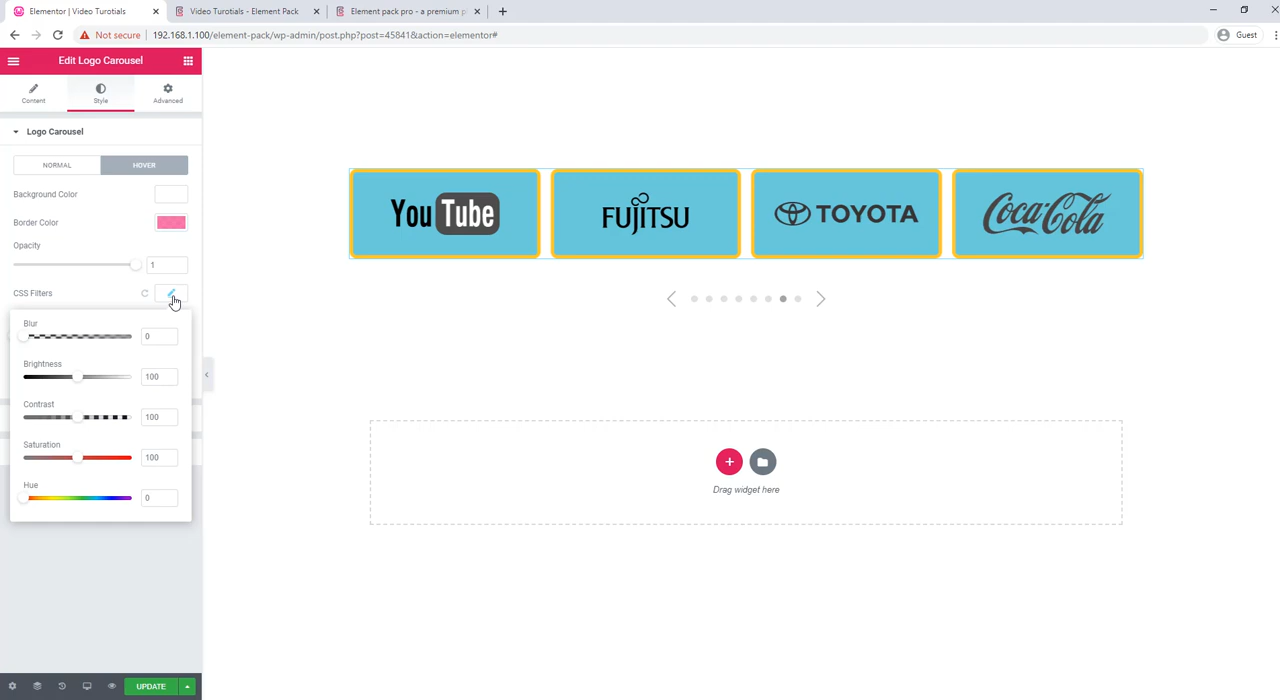 Elementor | Video Turotials
Video Turotials - Element Pack
Element pack pro - a premium p
Not secure
192.168.1.100/element-pack/wp-admin/post.php?post=45841&action=elementor#
Guest
Edit Logo Carousel
Content
Style
Advanced
Logo Carousel
NORMAL
HOVER
Background Color
Border Color
Opacity
1
CSS Filters
Blur
0
Brightness
100
Contrast
100
Saturation
100
Hue
0
UPDATE
YouTube
FUJITSU
TOYOTA
Coca-Cola
Drag widget here